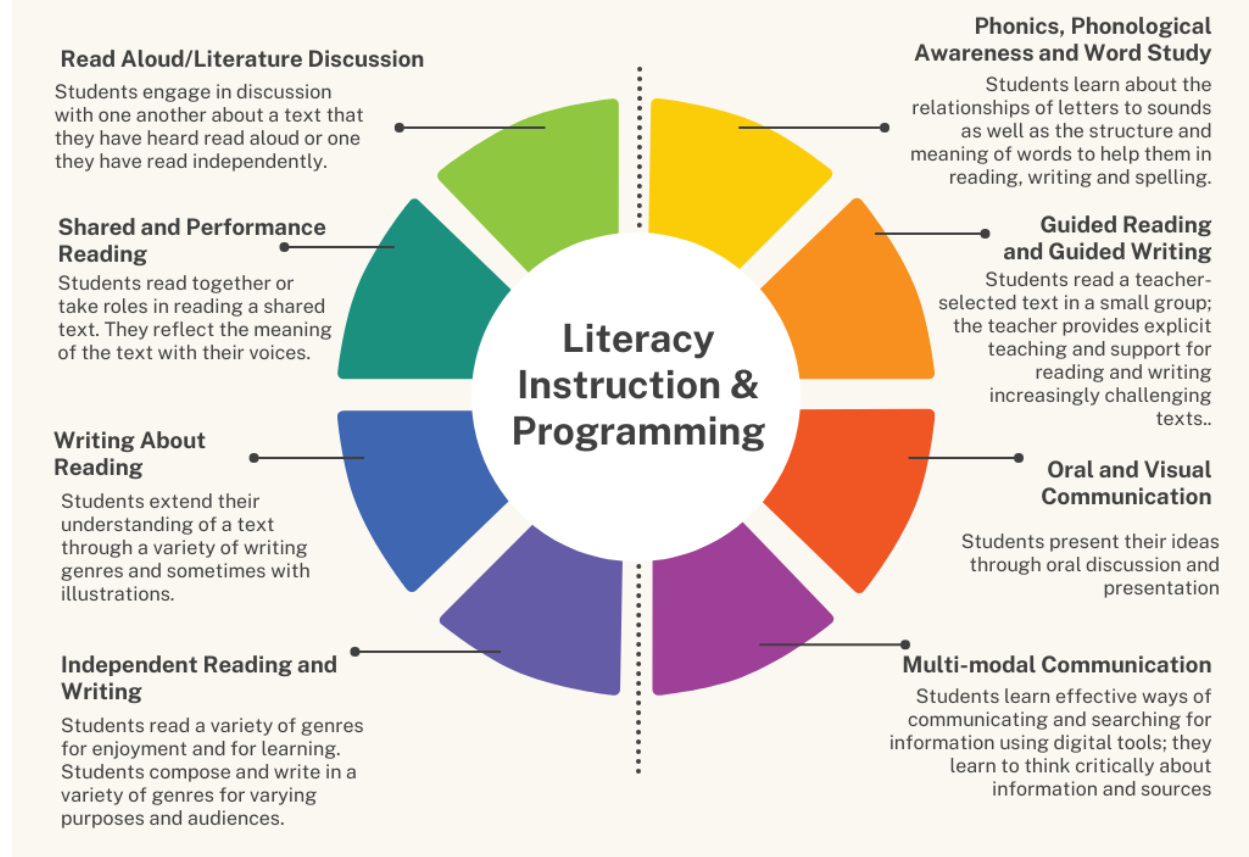 Read Aloud/Literature Discussion
Students engage in discussion
with one another about a text that
they have heard read aloud or one
they have read independently.
Shared and Performance
Reading
Students read together or
take roles in reading a shared
text. They reflect the meaning
of the text with their voices.
Writing About
Reading
Students extend their
understanding of a text
through a variety of writing
genres and sometimes with
illustrations.
Independent Reading and
Writing
Students read a variety of genres
for enjoyment and for learning.
Students compose and write in a
variety of genres for varying
purposes and audiences.
Literacy
Instruction &
Programming
Phonics, Phonological
Awareness and Word Study
Students learn about the
relationships of letters to sounds
as well as the structure and
meaning of words to help them in
reading, writing and spelling.
Guided Reading
and Guided Writing
Students read a teacher-
selected text in a small group;
the teacher provides explicit
teaching and support for
reading and writing
increasingly challenging
texts..
Oral and Visual
Communication
Students present their ideas
through oral discussion and
presentation
Multi-modal Communication
Students learn effective ways of
communicating and searching for
information using digital tools; they
learn to think critically about
information and sources